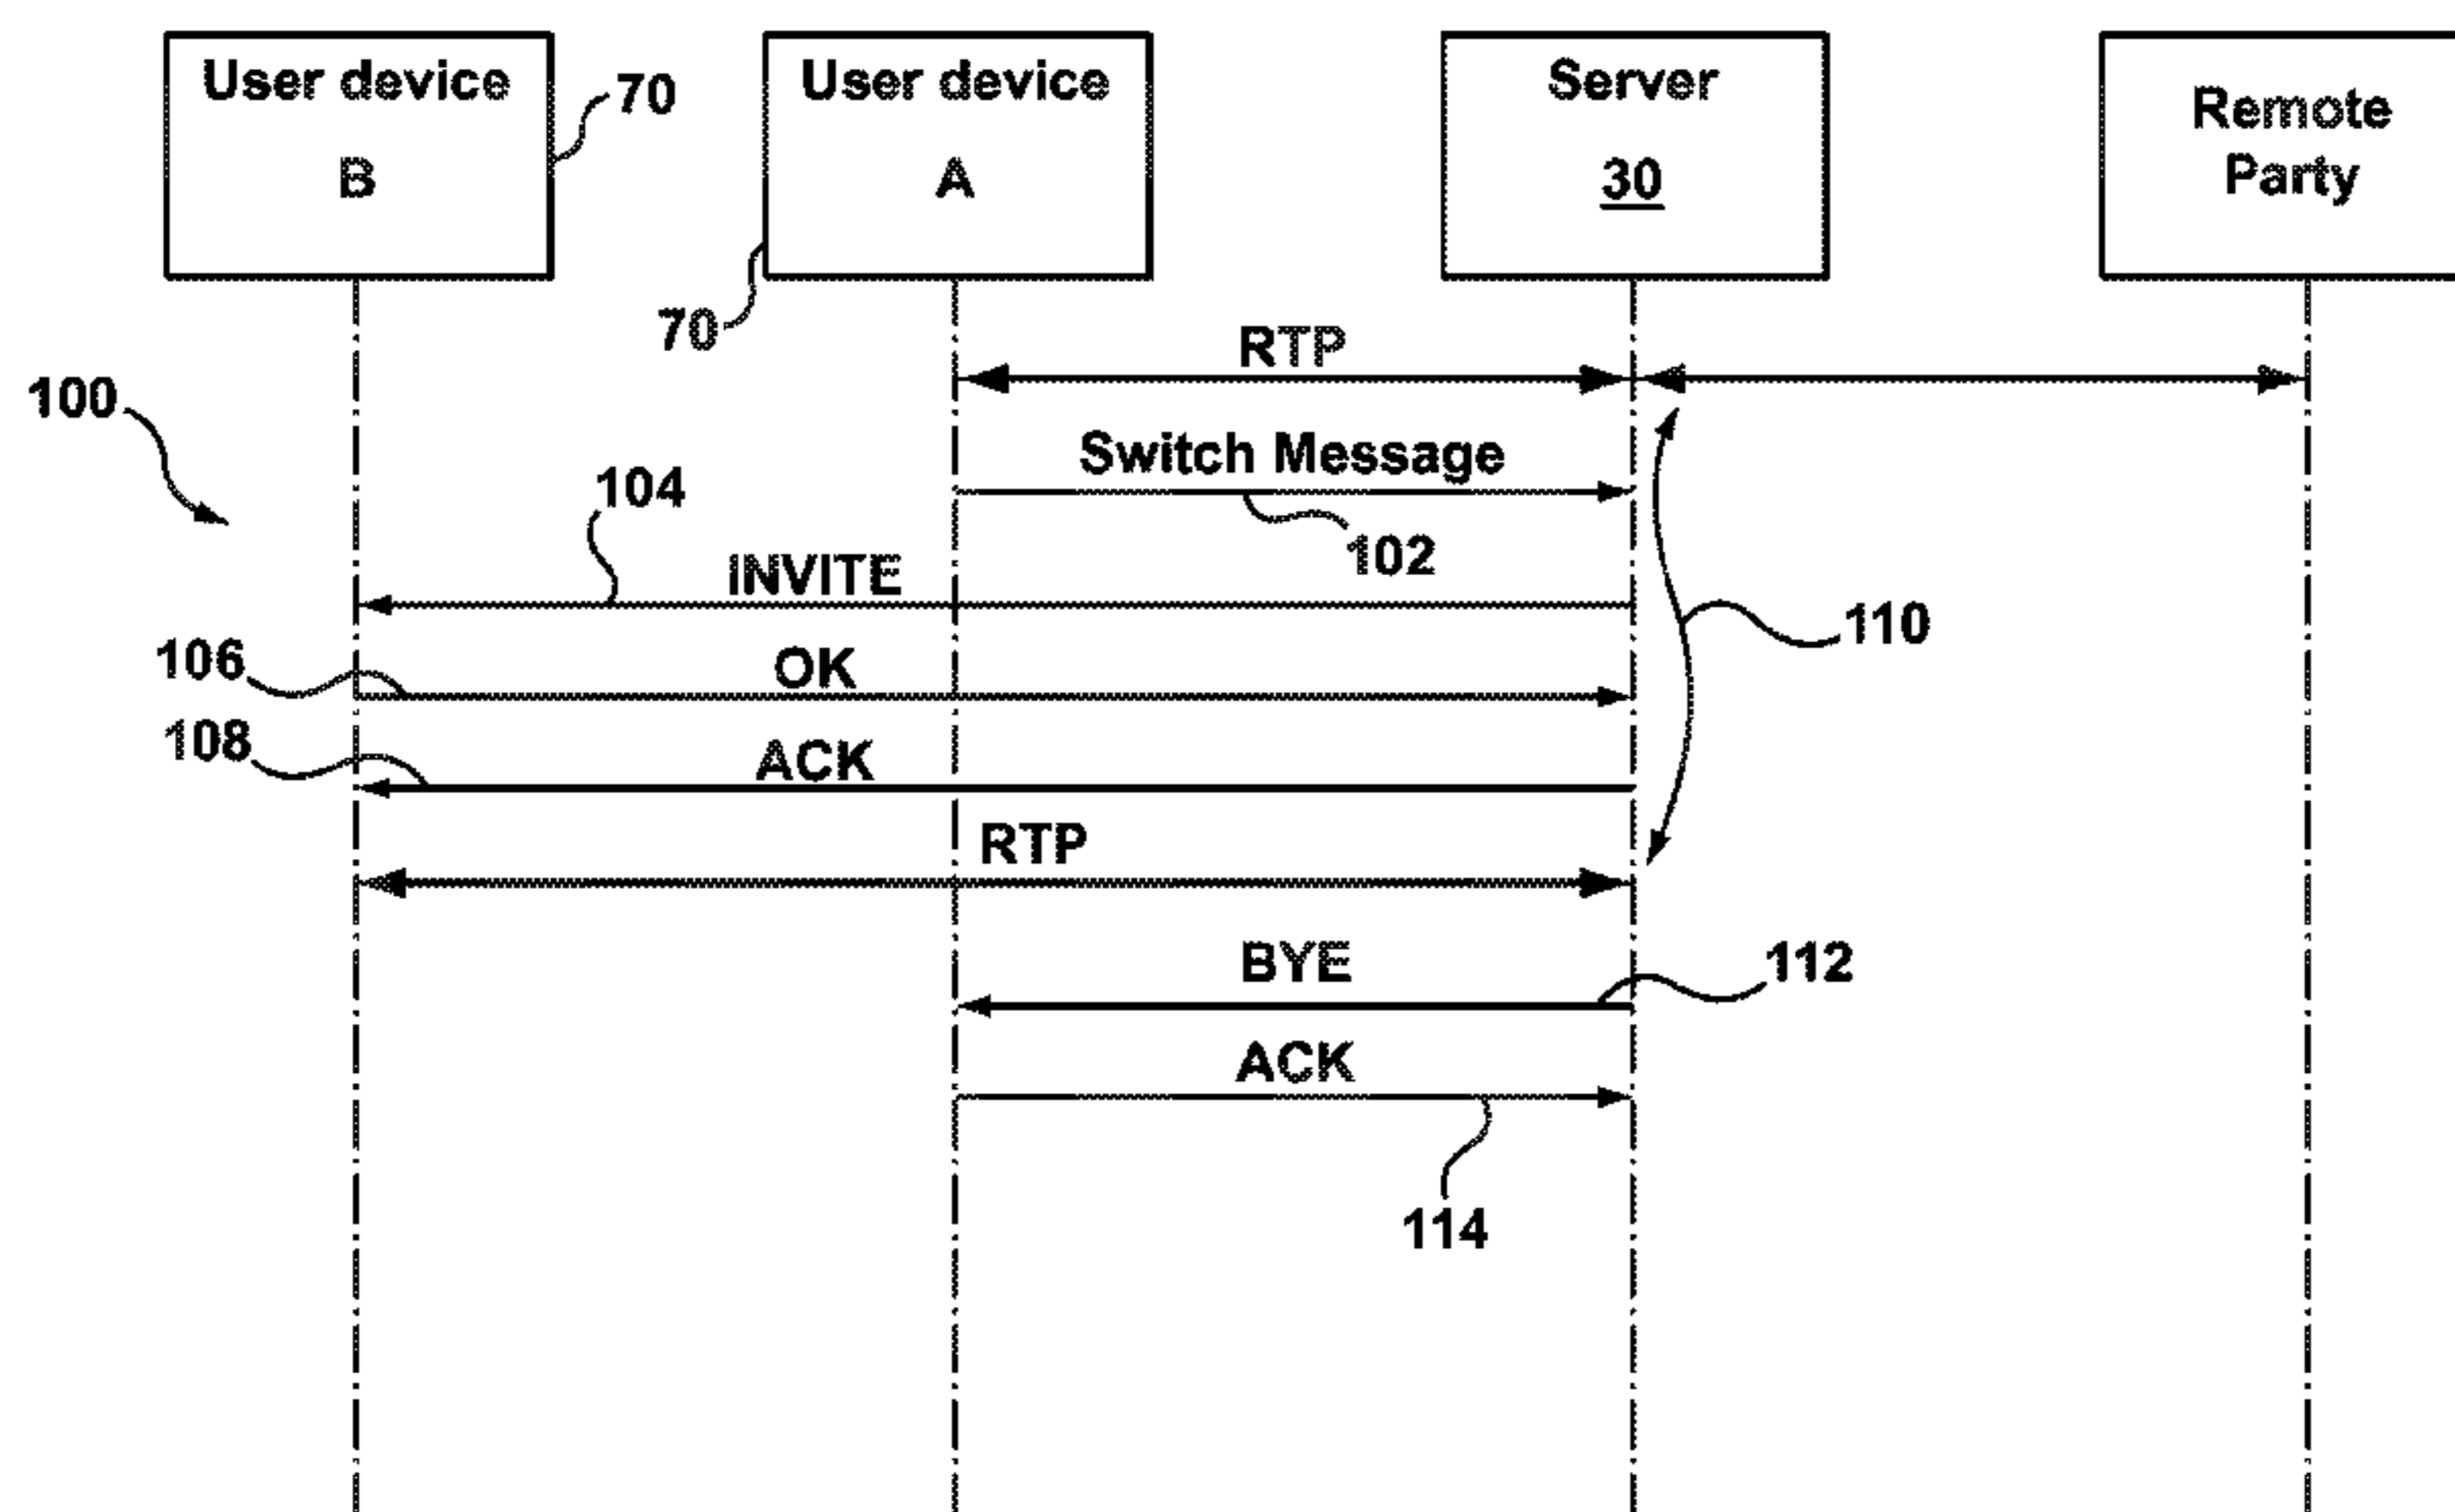 User device
B
70
User device
A
70
Server
30
Remote
Party
100
RTP
Switch Message
102
104
INVITE
110
106
OK
108
ACK
RTP
BYE
112
ACK
114